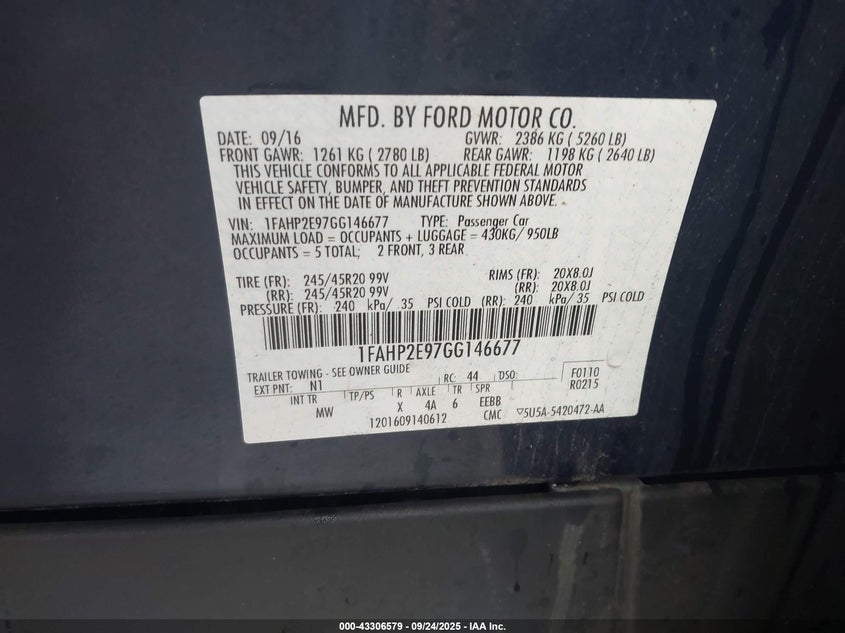 MFD. BY FORD MOTOR CO.
DATE: 09/16 GVWR: 2386 KG ( 5260 LB)
FRONT GAWR: 1261 KG ( 2780 LB) REAR GAWR: 1198 KG ( 2640 LB)
THIS VEHICLE CONFORMS TO ALL APPLICABLE FEDERAL MOTOR
VEHICLE SAFETY, BUMPER, AND THEFT PREVENTION STANDARDS
IN EFFECT ON THE DATE OF MANUFACTURE SHOWN ABOVE.
VIN: 1FAHP2E97GG146677 TYPE: Passenger Car
MAXIMUM LOAD = OCCUPANTS + LUGGAGE = 430KG/ 950LB
OCCUPANTS = 5 TOTAL; 2 FRONT, 3 REAR
TIRE (FR): 245/45R20 99V RIMS (FR): 20X8.0J
(RR): 245/45R20 99V (RR): 20X8.0J
PRESSURE (FR): 240 kPa/ 35 PSI COLD (RR): 240 kPa/ 35 PSI COLD
1FAHP2E97GG146677
TRAILER TOWING - SEE OWNER GUIDE
EXT PNT: N1 RC: 44 DSO: F0110
R0215
INT TR TP/PS R AXLE TR SPR
MW X 4A 6 EEBB
1201609140612 CMC ▽5U5A-5420472-AA
000-43306579 - 09/24/2025 - IAA Inc.